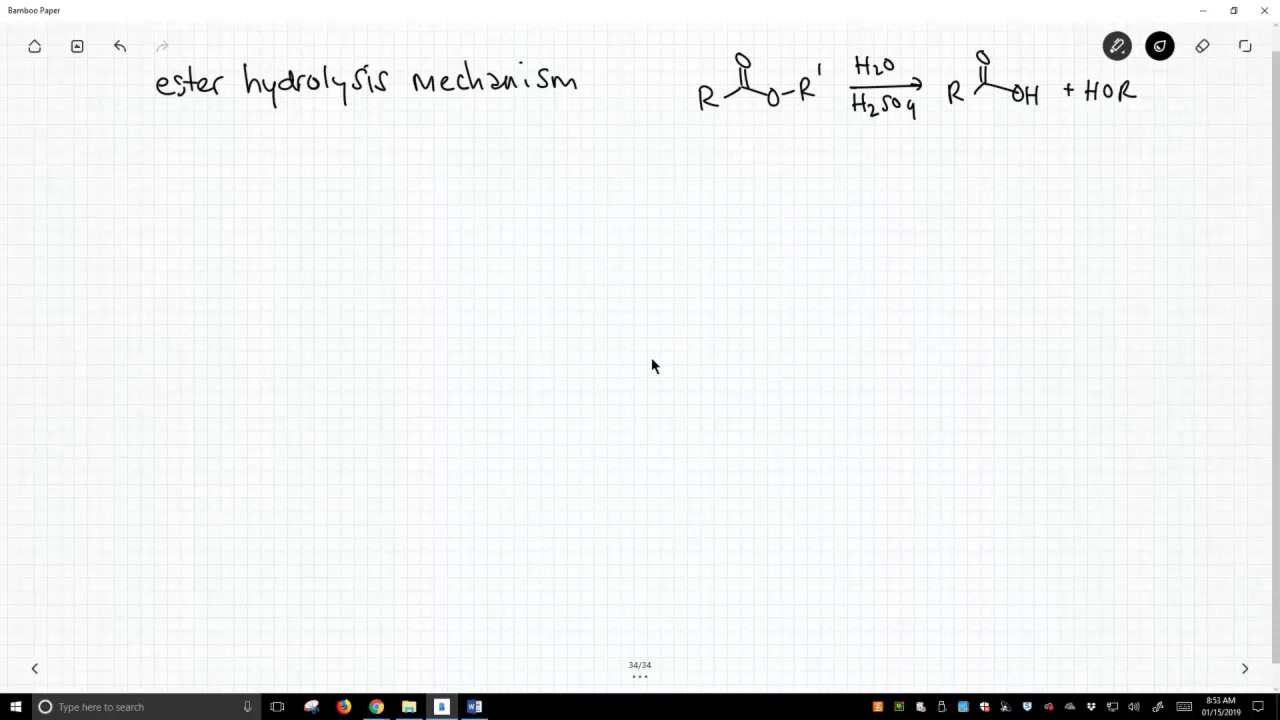 Bamboo Paper
ester hydrolysis mechanism
O
R O-R' H2O H2SO4 R O OH + HOR
34/34
Type here to search
8:53 AM
01/15/2019